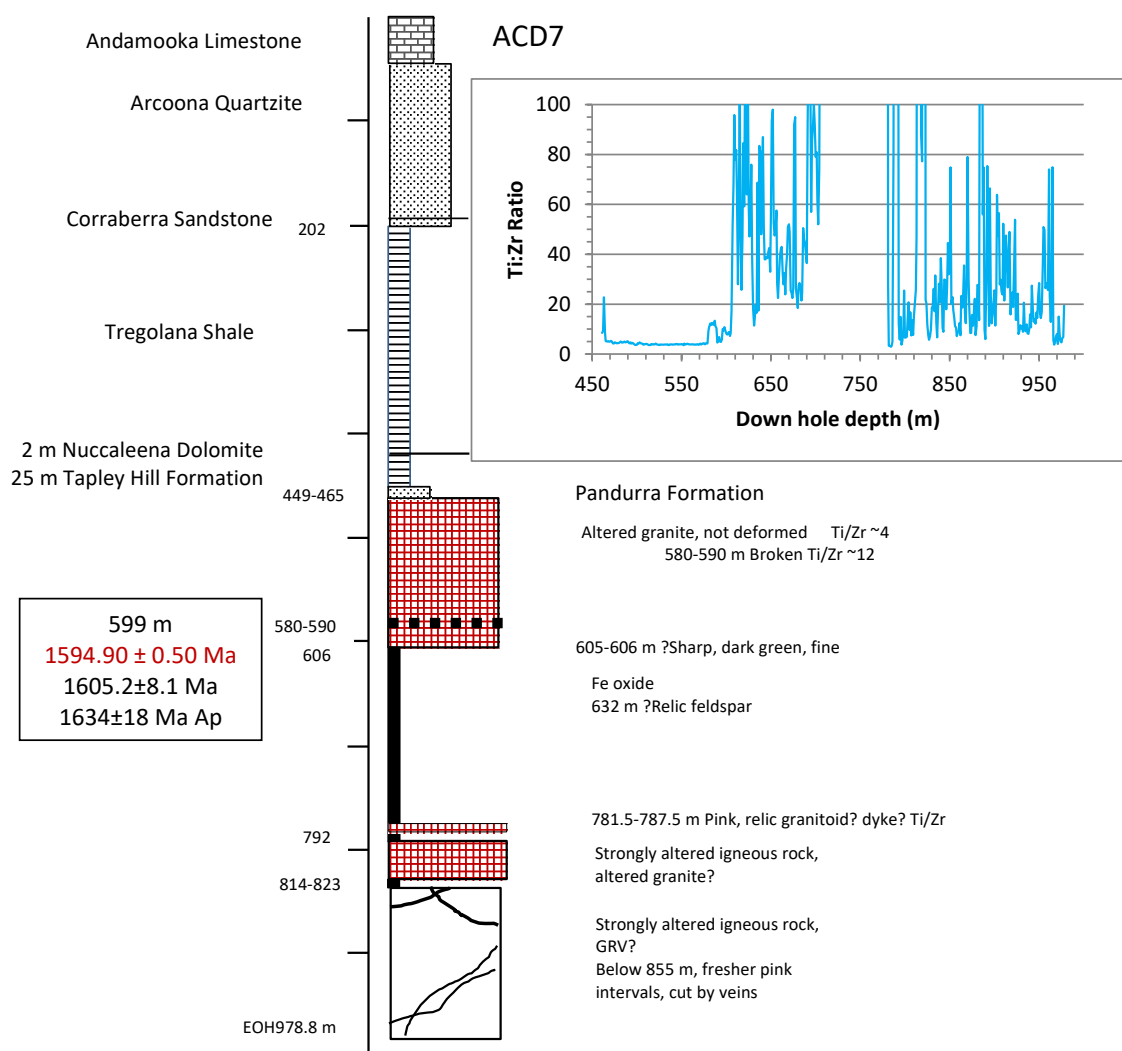 ACD7
Andamooka Limestone
Arcoona Quartzite
Corraberra Sandstone
202
Tregolana Shale
2 m Nuccaleena Dolomite
25 m Tapley Hill Formation
449-465
580-590
606
792
814-823
EOH978.8 m
599 m
1594.90 ± 0.50 Ma
1605.2±8.1 Ma
1634±18 Ma Ap
Ti:Zr Ratio
100
80
60
40
20
0
450 550 650 750 850 950
Down hole depth (m)
Pandurra Formation
Altered granite, not deformed Ti/Zr ~4
580-590 m Broken Ti/Zr ~12
605-606 m ?Sharp, dark green, fine
Fe oxide
632 m ?Relic feldspar
781.5-787.5 m Pink, relic granitoid? dyke? Ti/Zr
Strongly altered igneous rock,
altered granite?
Strongly altered igneous rock,
GRV?
Below 855 m, fresher pink
intervals, cut by veins